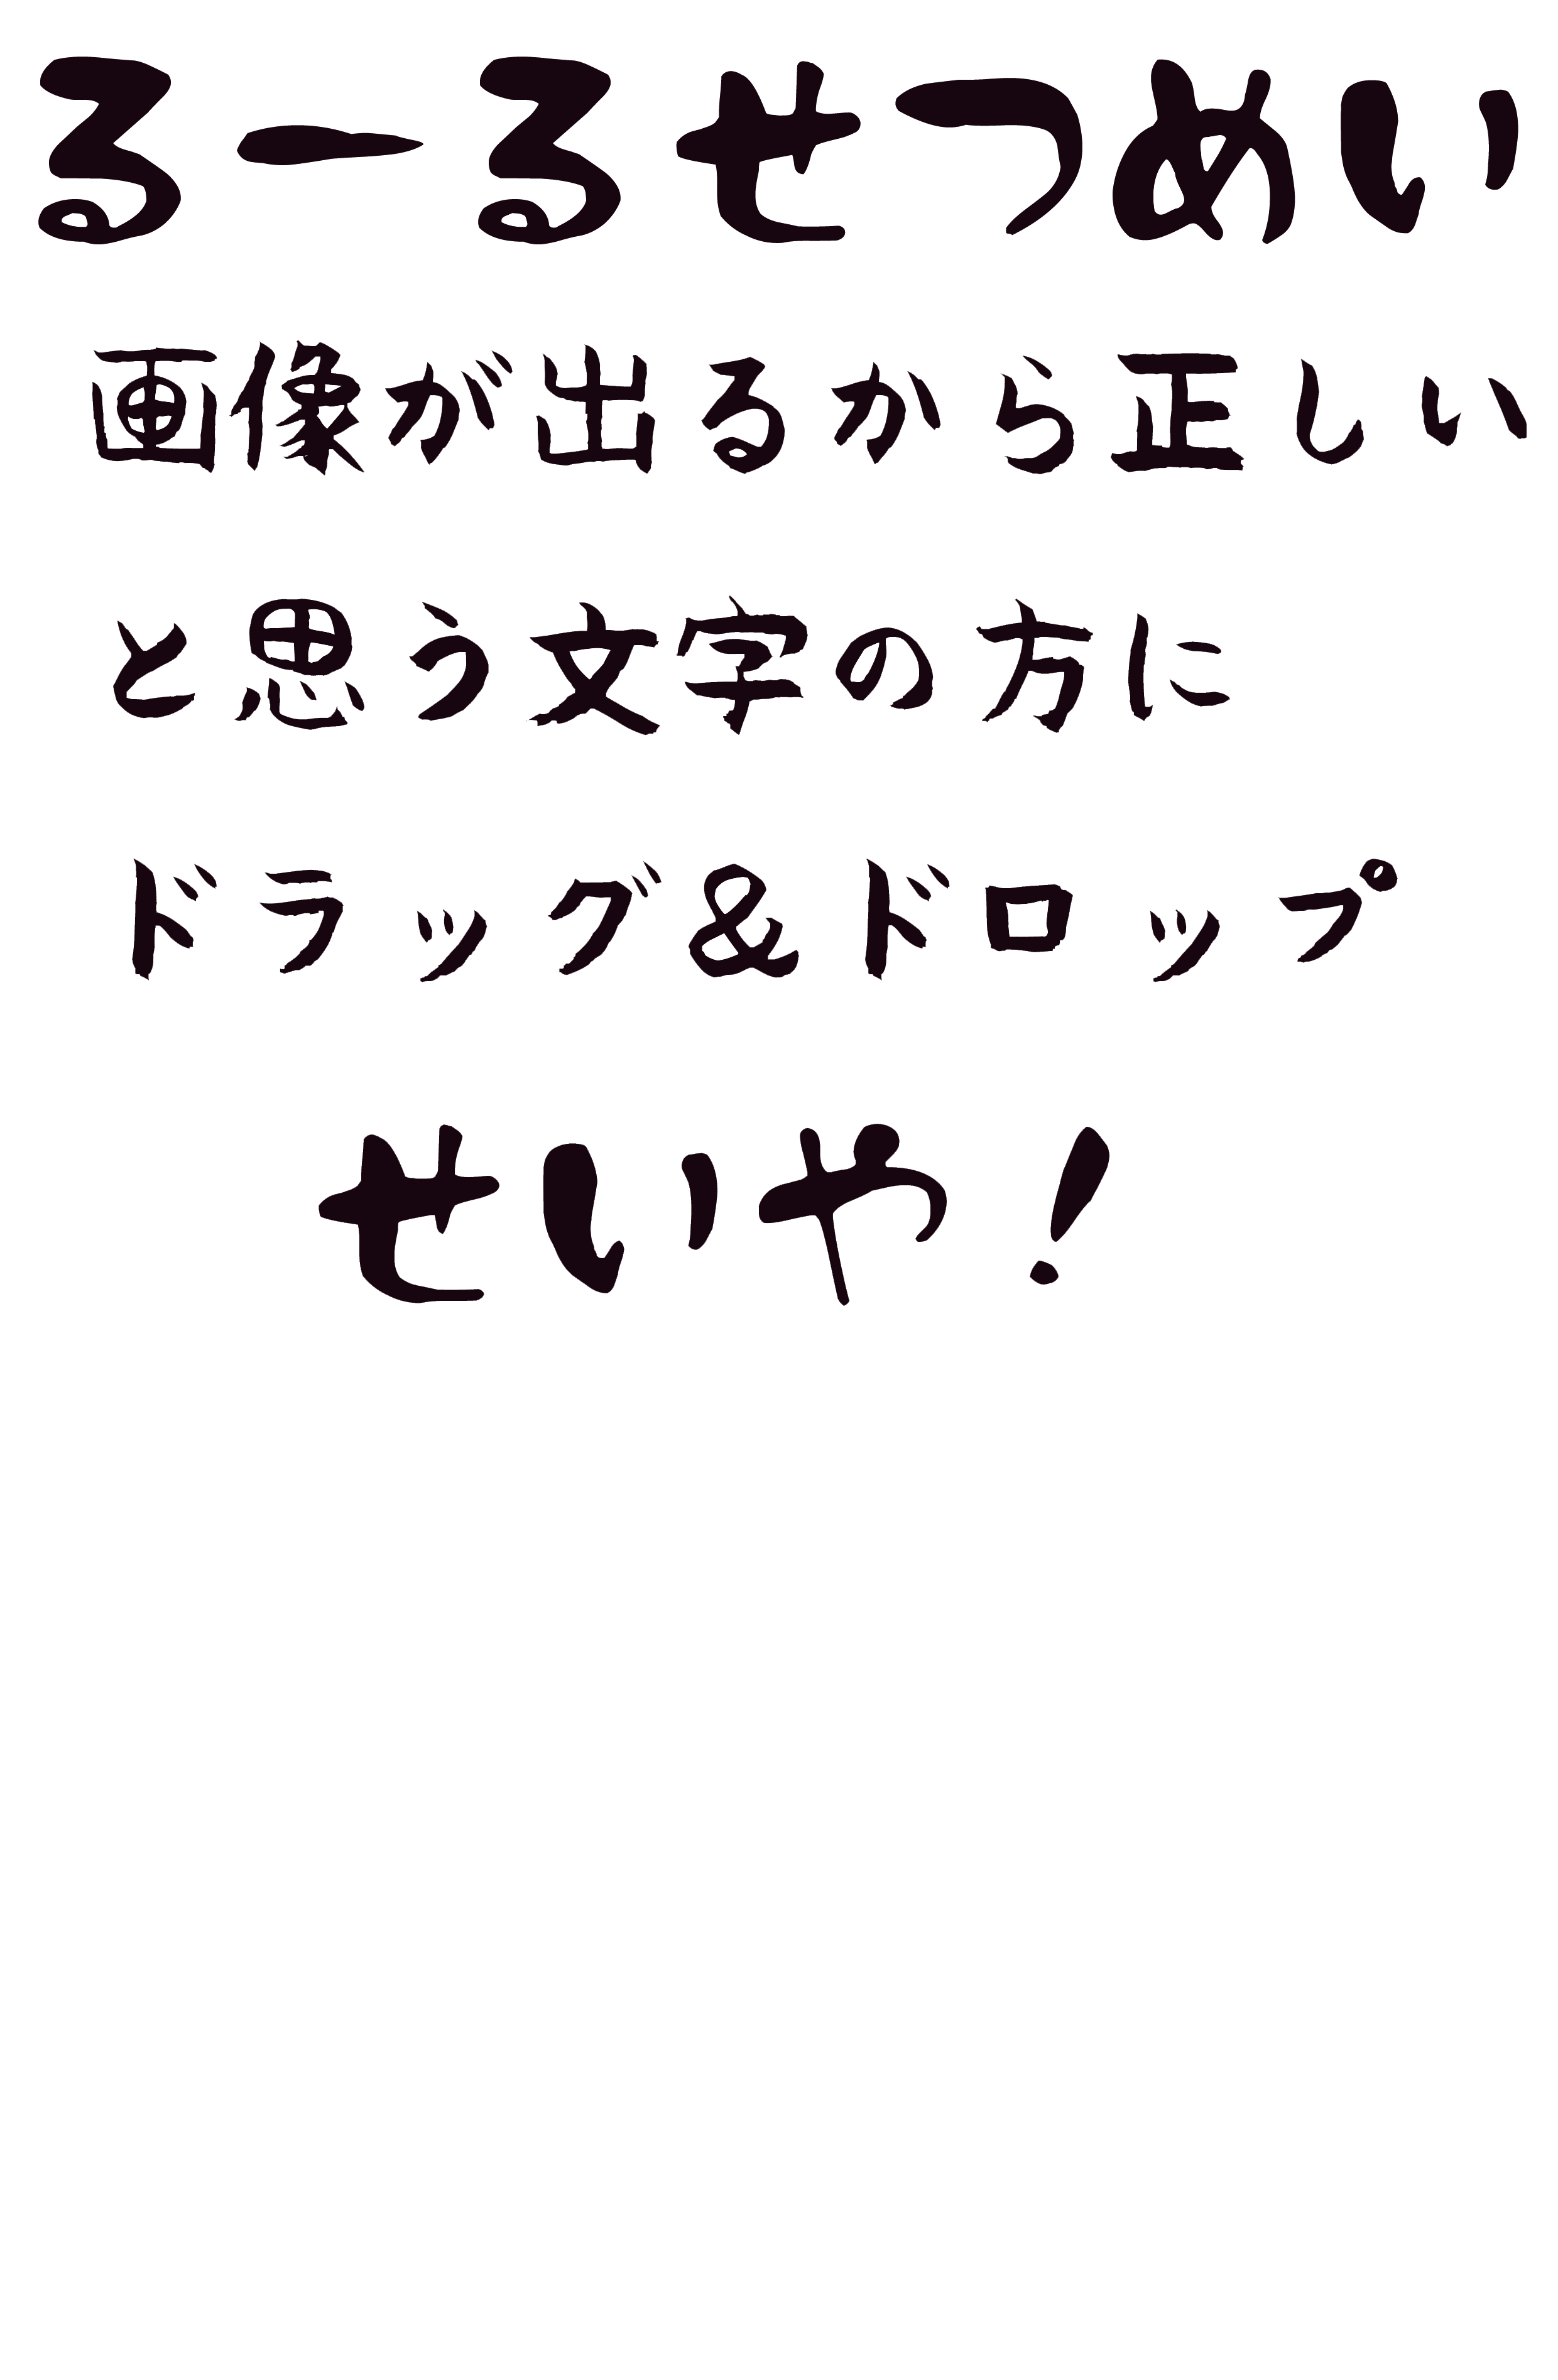 るーるせつめい
画像が出るから正しい
と思う文字の方に
ドラッグ&ドロップ
せいや!